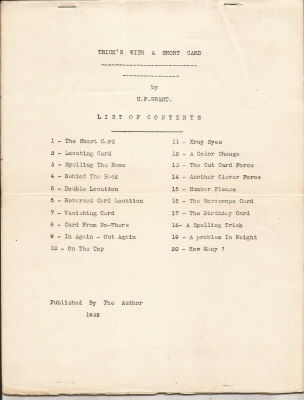 TRICK'S WITH A SHORT CARD
by
U.F.GRANT.
LIST OF CONTENTS
1 - The Short Card
2 - Locating Card
3 - Spelling The Name
4 - Behind The Back
5 - Double Location
6 - Reversed Card Location
7 - Vanishing Card
8 - Card From No-Where
9 - In Again - Out Again
10 - On The Top
11 - Xray Eyes
12 - A Color Change
13 - The Cut Card Force
14 - Another Clever Force
15 - Number Please
16 - The Horoscope Card
17 - The Birthday Card
18- A Spelling Trick
19 - A problem In Height
20 - How Many ?
Published By The Author
1932